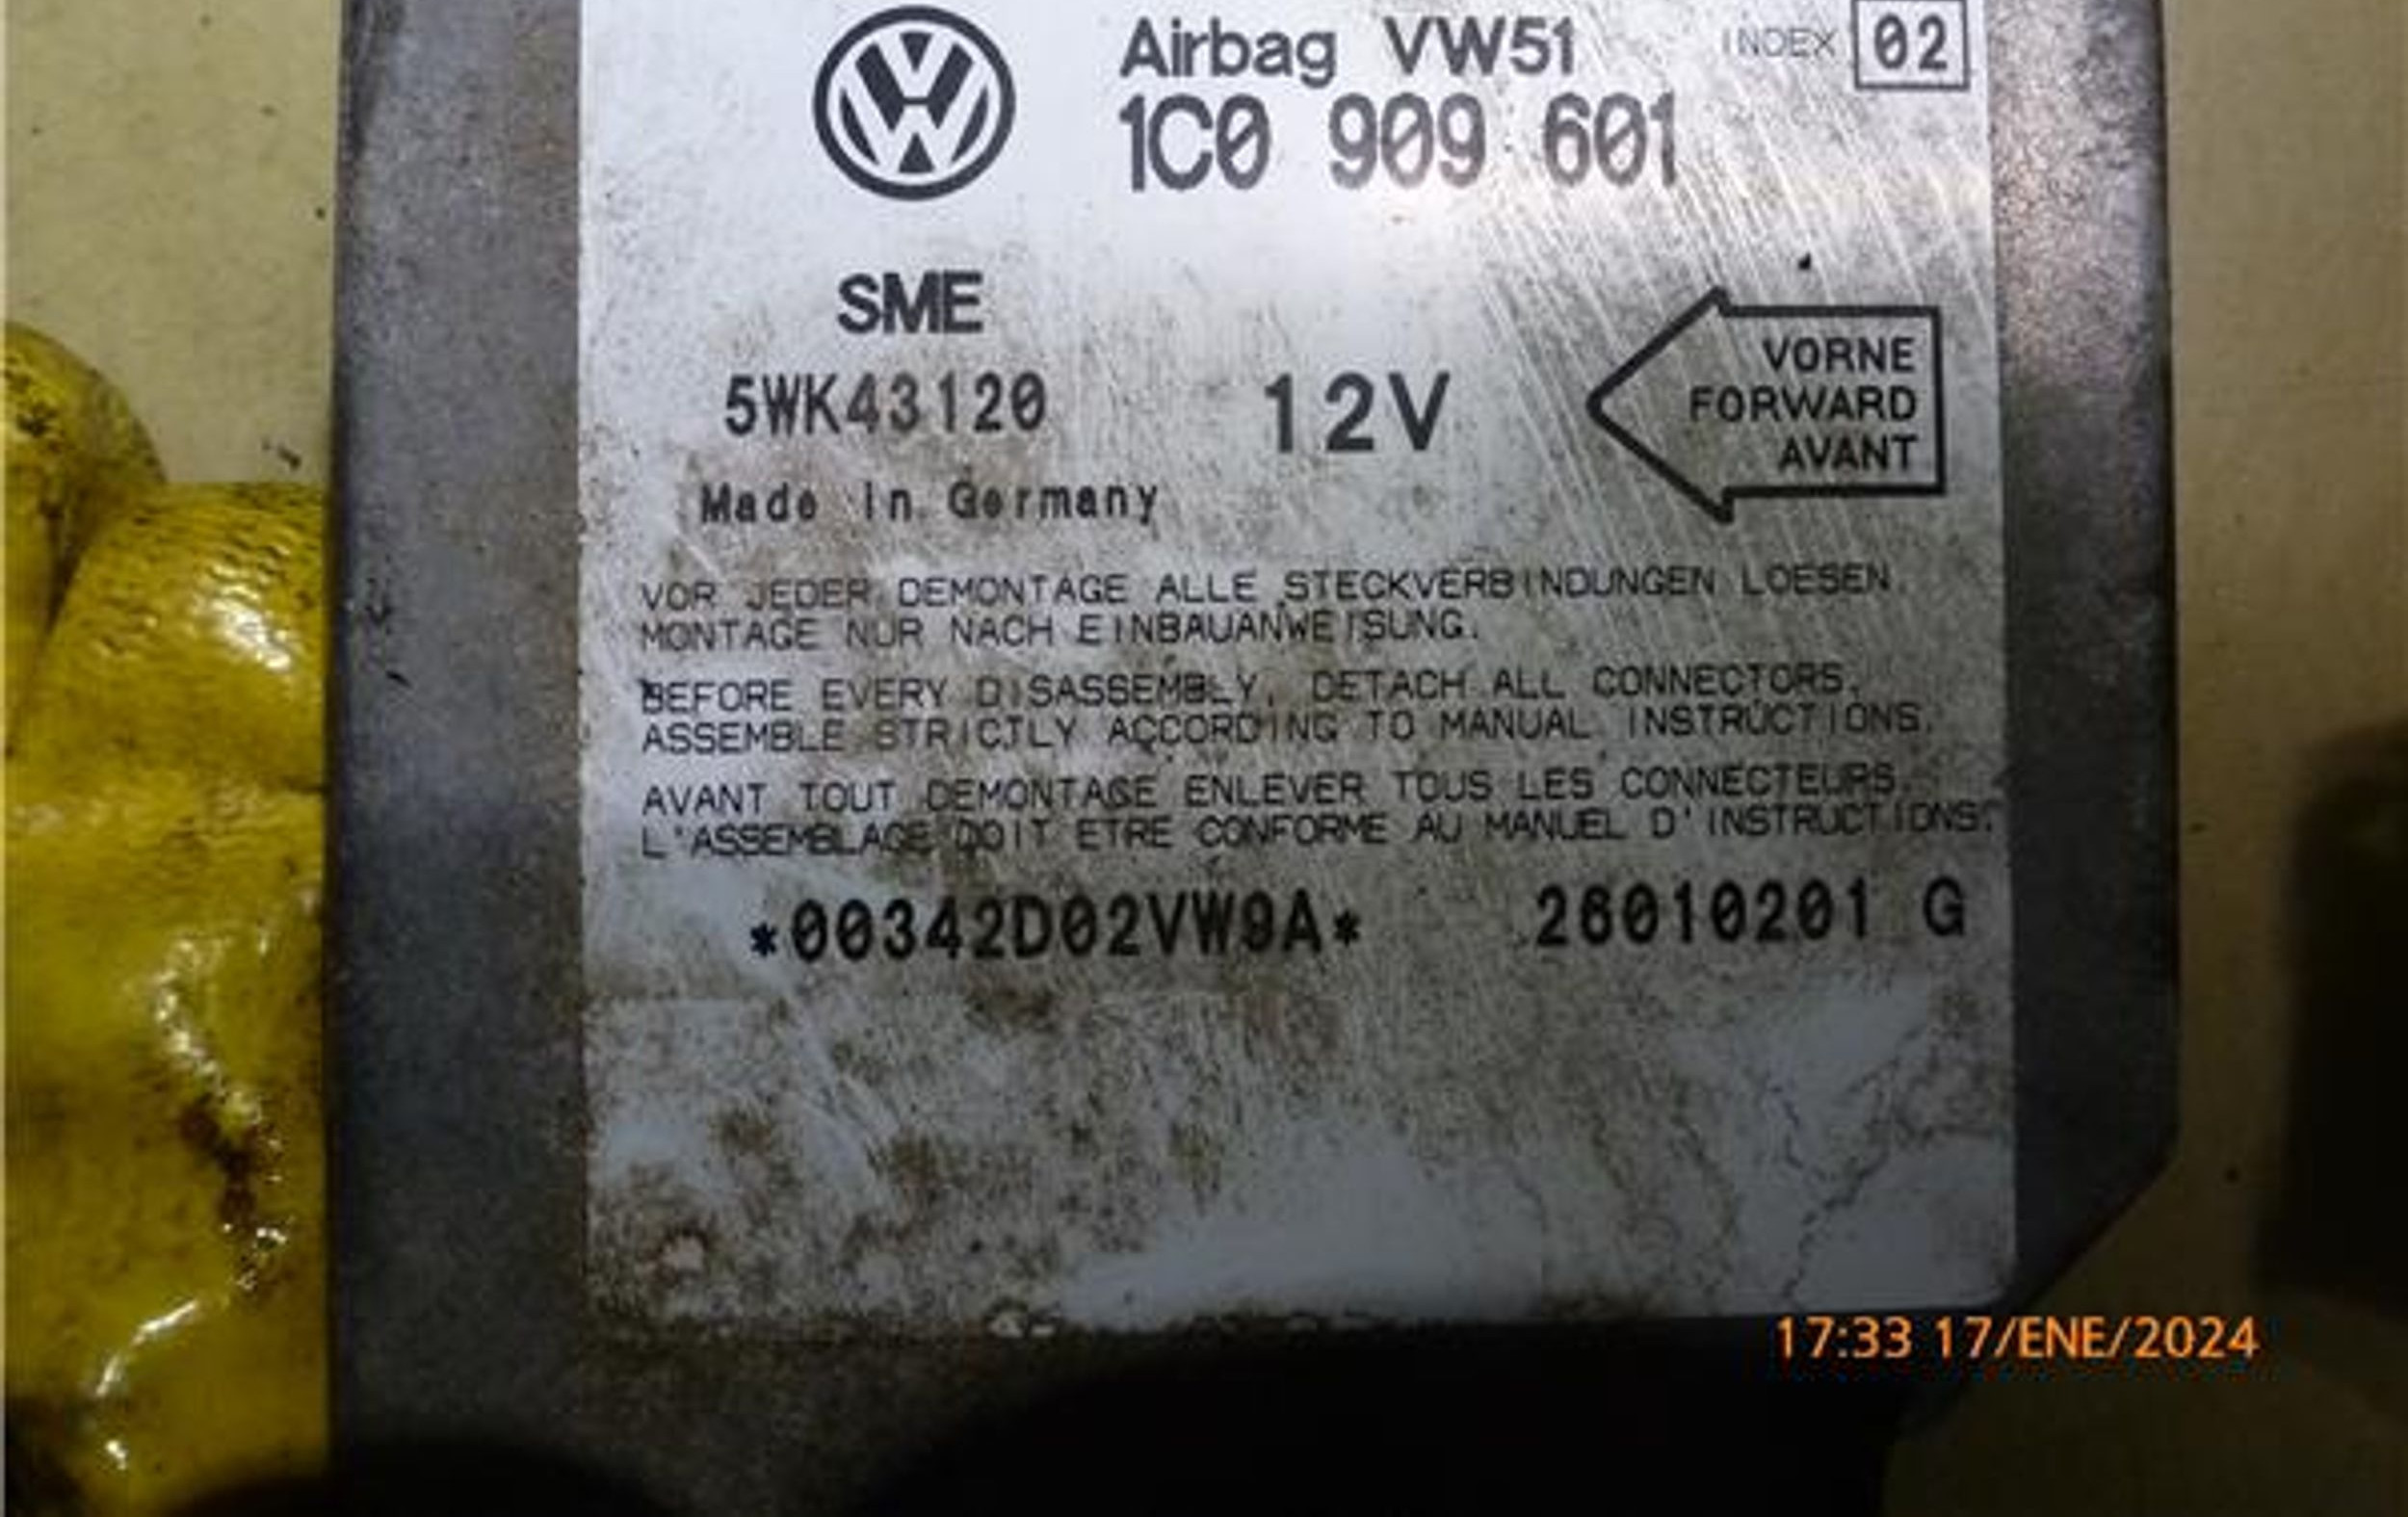 Airbag VW51 INDEX 02
1C0 909 601
SME
5WK43120 12V
VORNE
FORWARD
AVANT
Made in Germany
VOR JEDER DEMONTAGE ALLE STECKVERBINDUNGEN LOESEN.
MONTAGE NUR NACH EINBAUANWEISUNG.
BEFORE EVERY DISASSEMBLY, DETACH ALL CONNECTORS.
ASSEMBLE STRICTLY ACCORDING TO MANUAL INSTRUCTIONS.
AVANT TOUT DEMONTAGE ENLEVER TOUS LES CONNECTEURS.
L'ASSEMBLAGE DOIT ETRE CONFORME AU MANUEL D'INSTRUCTIONS.
*00342D02VW9A* 26010201 G
17:33 17/ENE/2024